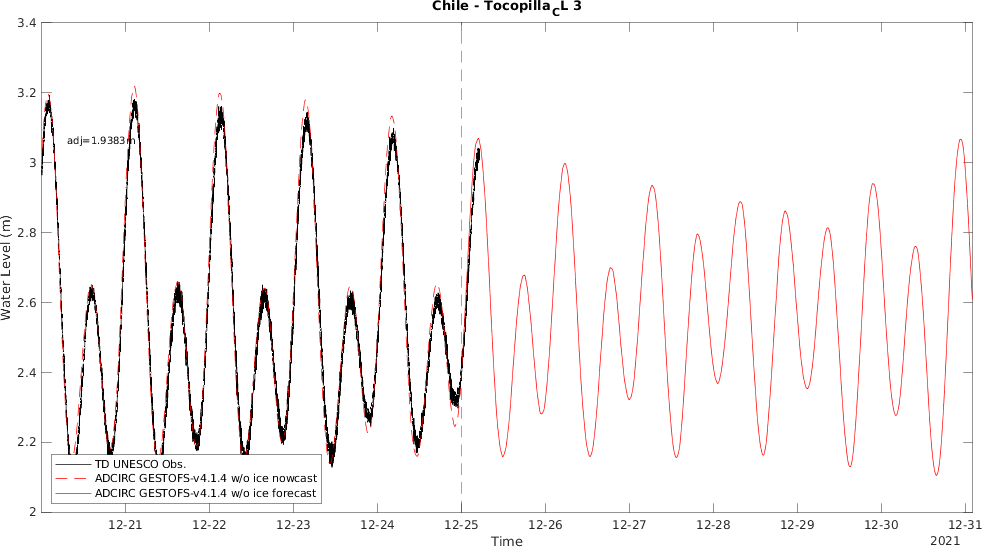 Chile - Tocopilla_CL 3
3.4
3.2
3
2.8
2.6
2.4
2.2
2
Water Level (m)
adj=1.9383m
TD UNESCO Obs.
ADCIRC GESTOFS-v4.1.4 w/o ice nowcast
ADCIRC GESTOFS-v4.1.4 w/o ice forecast
12-21 12-22 12-23 12-24 12-25 12-26 12-27 12-28 12-29 12-30 12-31
Time
2021